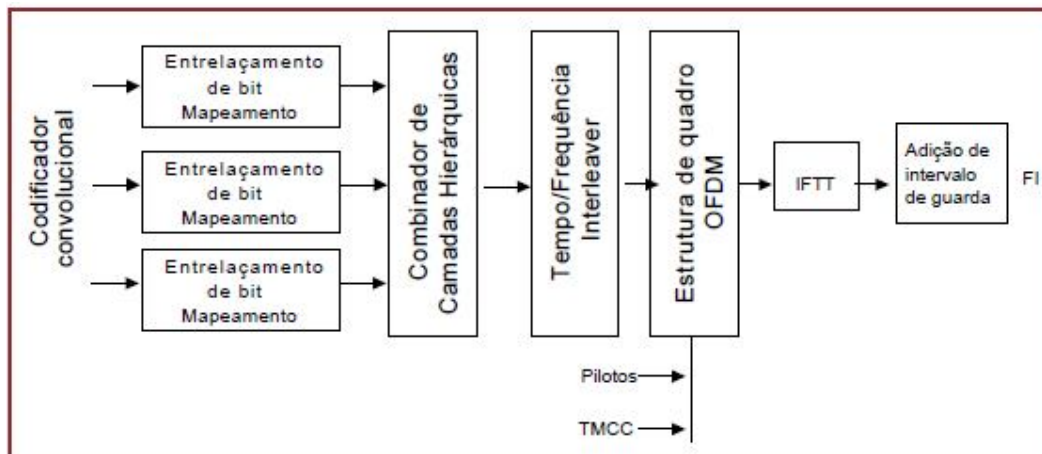 Codificador
convolucional
Entrelaçamento
de bit
Mapeamento
Entrelaçamento
de bit
Mapeamento
Entrelaçamento
de bit
Mapeamento
Combinador de
Camadas Hierárquicas
Tempo/Frequência
Interleaver
Estrutura de quadro
OFDM
IFTT
Adição de
intervalo
de guarda
FI
Pilotos
TMCC